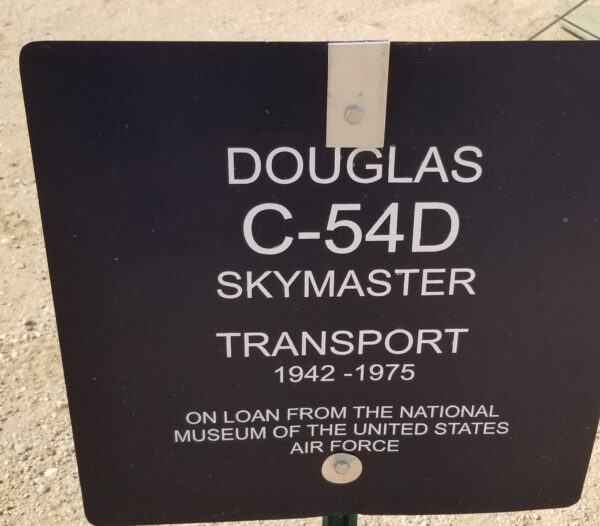 DOUGLAS
C-54D
SKYMASTER
TRANSPORT
1942 -1975
ON LOAN FROM THE NATIONAL
MUSEUM OF THE UNITED STATES
AIR FORCE